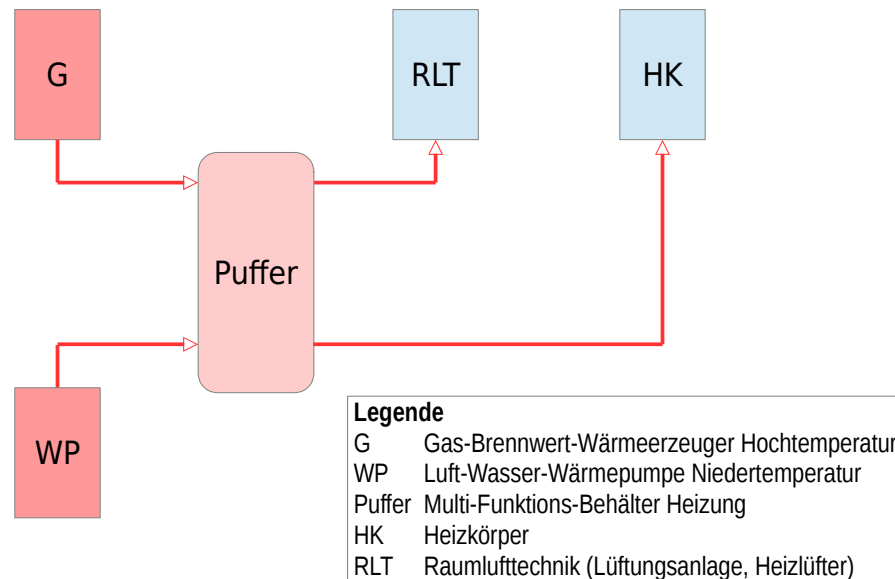 G
RLT
HK
Puffer
WP
Legende
G Gas-Brennwert-Wärmeerzeuger Hochtemperatur
WP Luft-Wasser-Wärmepumpe Niedertemperatur
Puffer Multi-Funktions-Behälter Heizung
HK Heizkörper
RLT Raumlufttechnik (Lüftungsanlage, Heizlüfter)